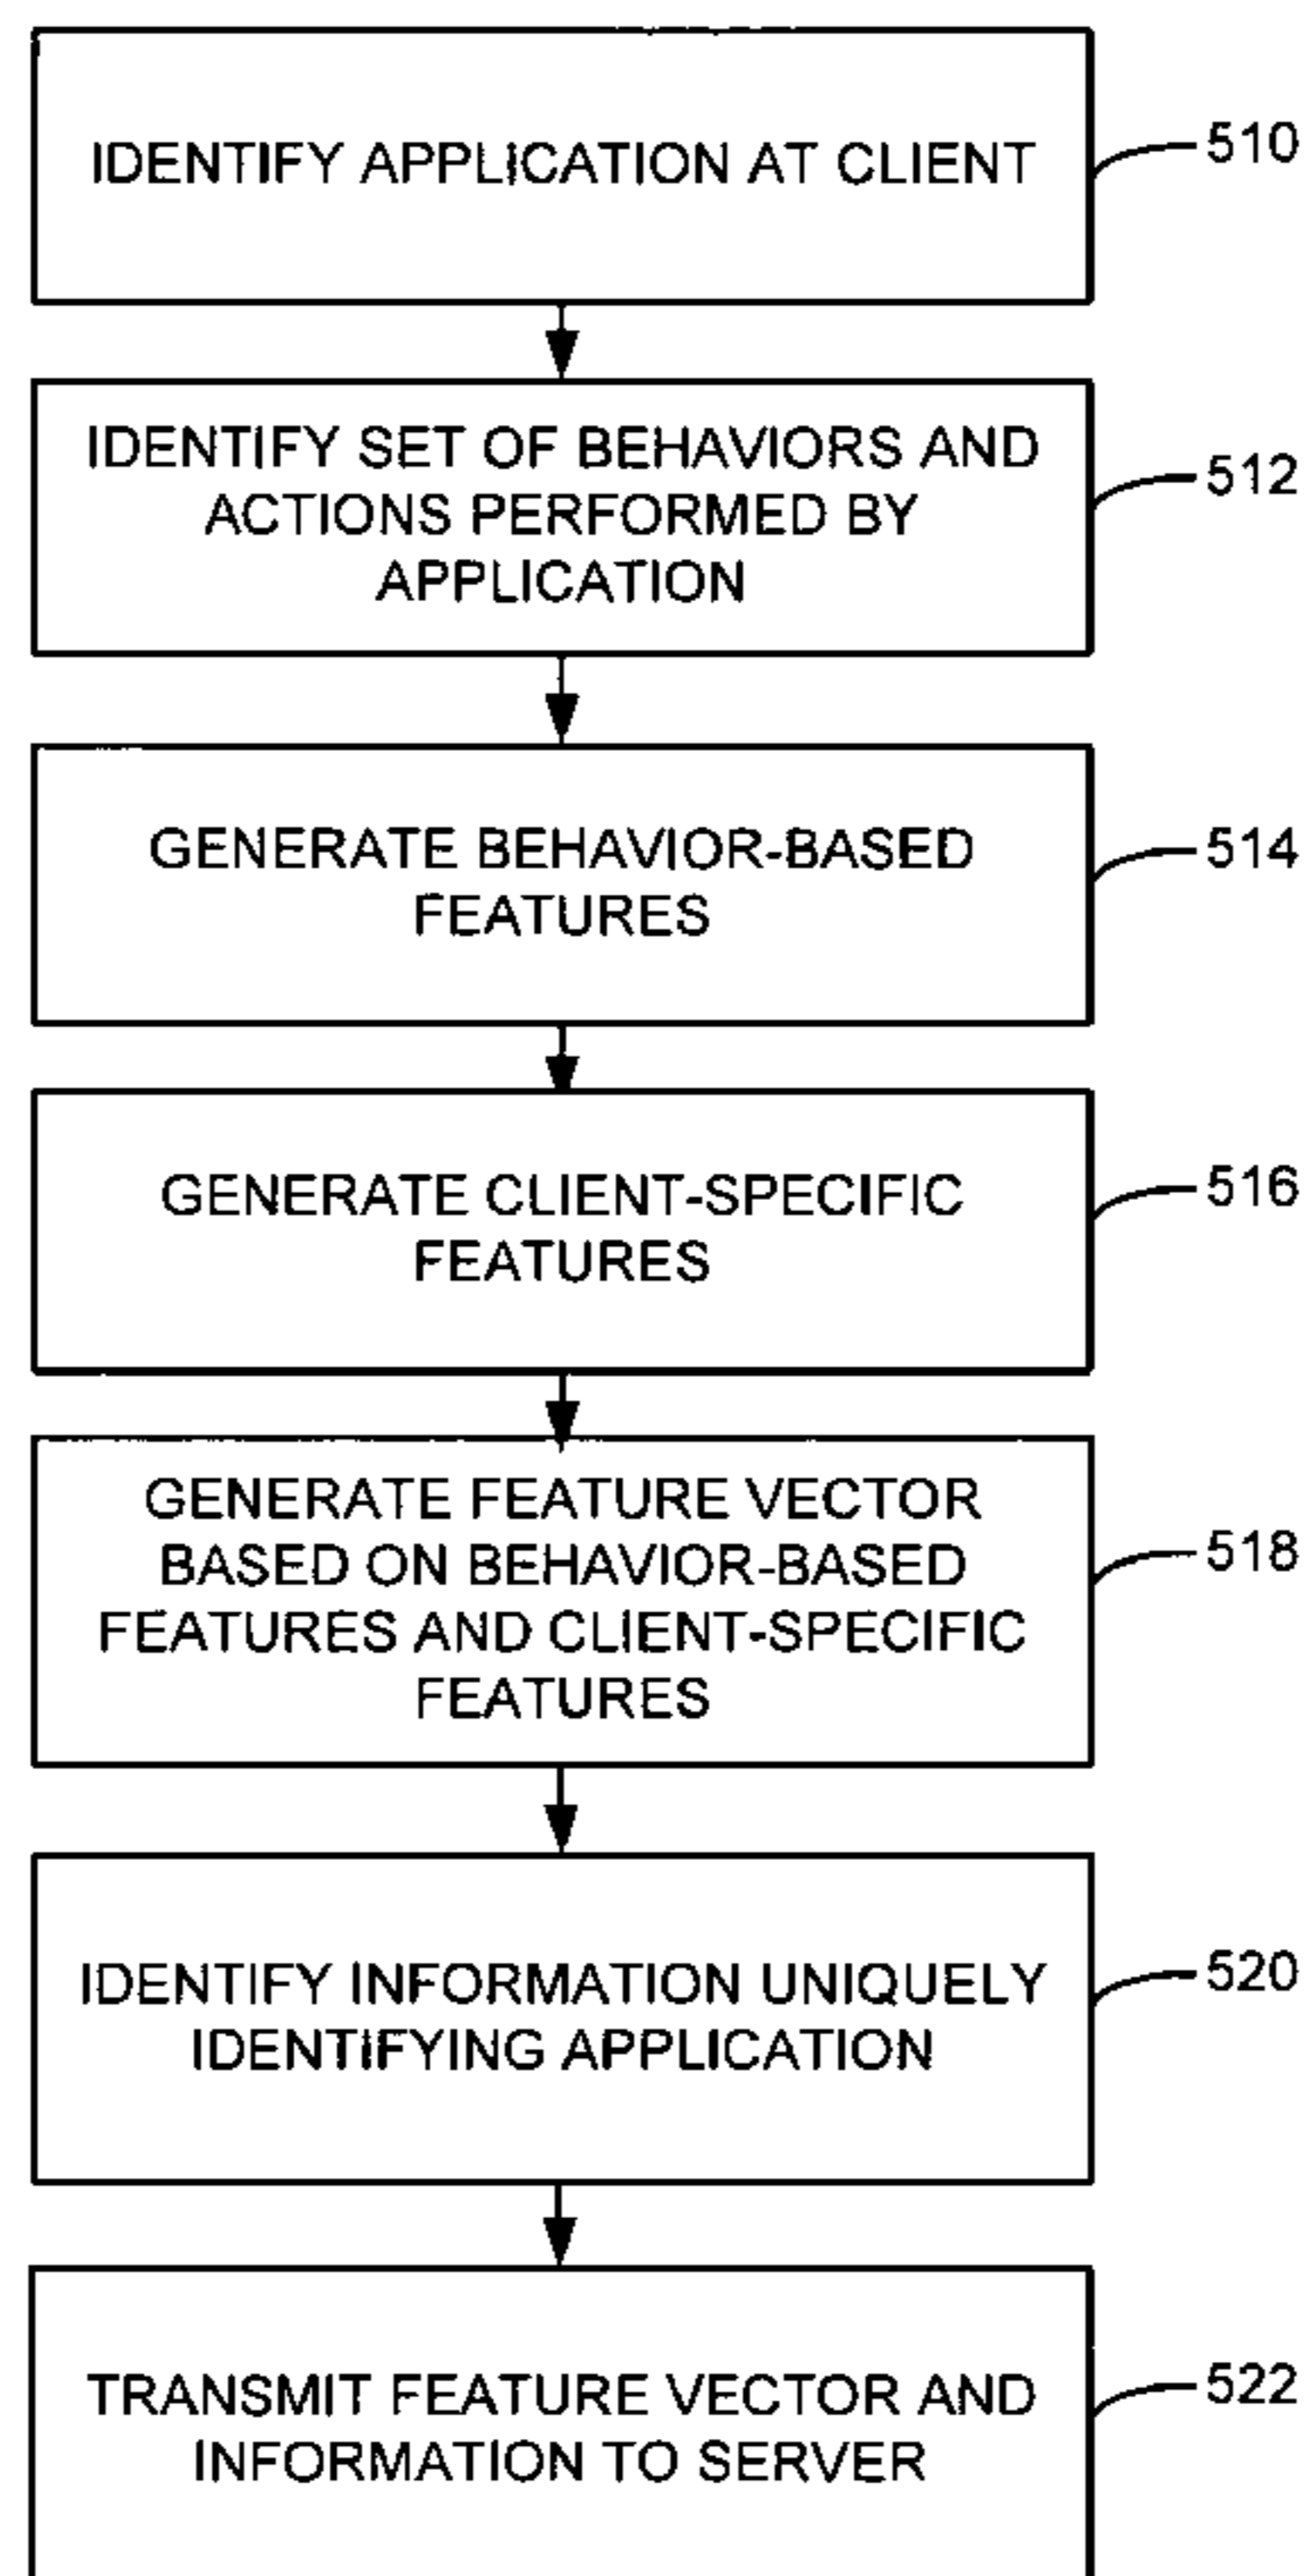 IDENTIFY APPLICATION AT CLIENT
510
IDENTIFY SET OF BEHAVIORS AND
ACTIONS PERFORMED BY
APPLICATION
512
GENERATE BEHAVIOR-BASED
FEATURES
514
GENERATE CLIENT-SPECIFIC
FEATURES
516
GENERATE FEATURE VECTOR
BASED ON BEHAVIOR-BASED
FEATURES AND CLIENT-SPECIFIC
FEATURES
518
IDENTIFY INFORMATION UNIQUELY
IDENTIFYING APPLICATION
520
TRANSMIT FEATURE VECTOR AND
INFORMATION TO SERVER
522